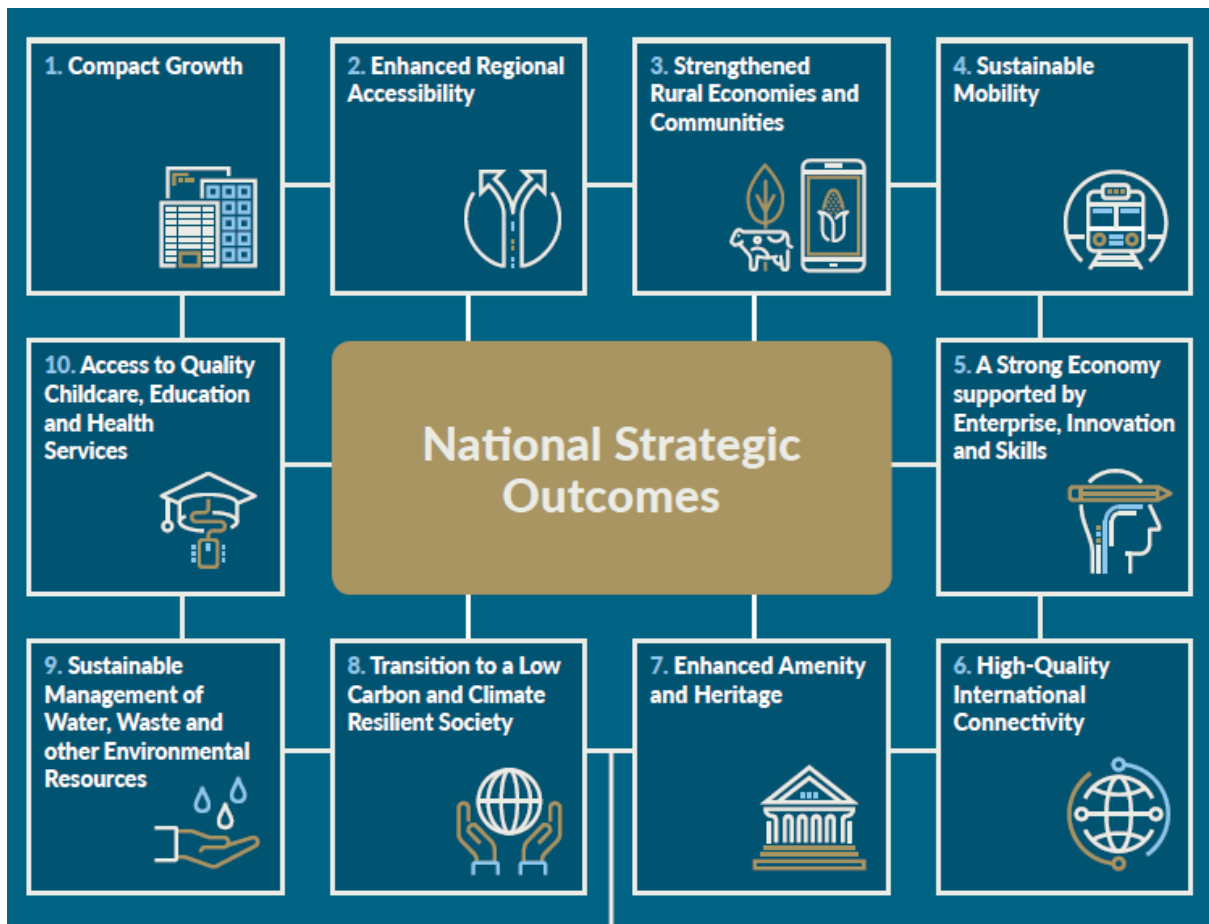 1. Compact Growth
2. Enhanced Regional
Accessibility
3. Strengthened
Rural Economies and
Communities
4. Sustainable
Mobility
10. Access to Quality
Childcare, Education
and Health
Services
National Strategic
Outcomes
5. A Strong Economy
supported by
Enterprise, Innovation
and Skills
9. Sustainable
Management of
Water, Waste and
other Environmental
Resources
8. Transition to a Low
Carbon and Climate
Resilient Society
7. Enhanced Amenity
and Heritage
6. High-Quality
International
Connectivity